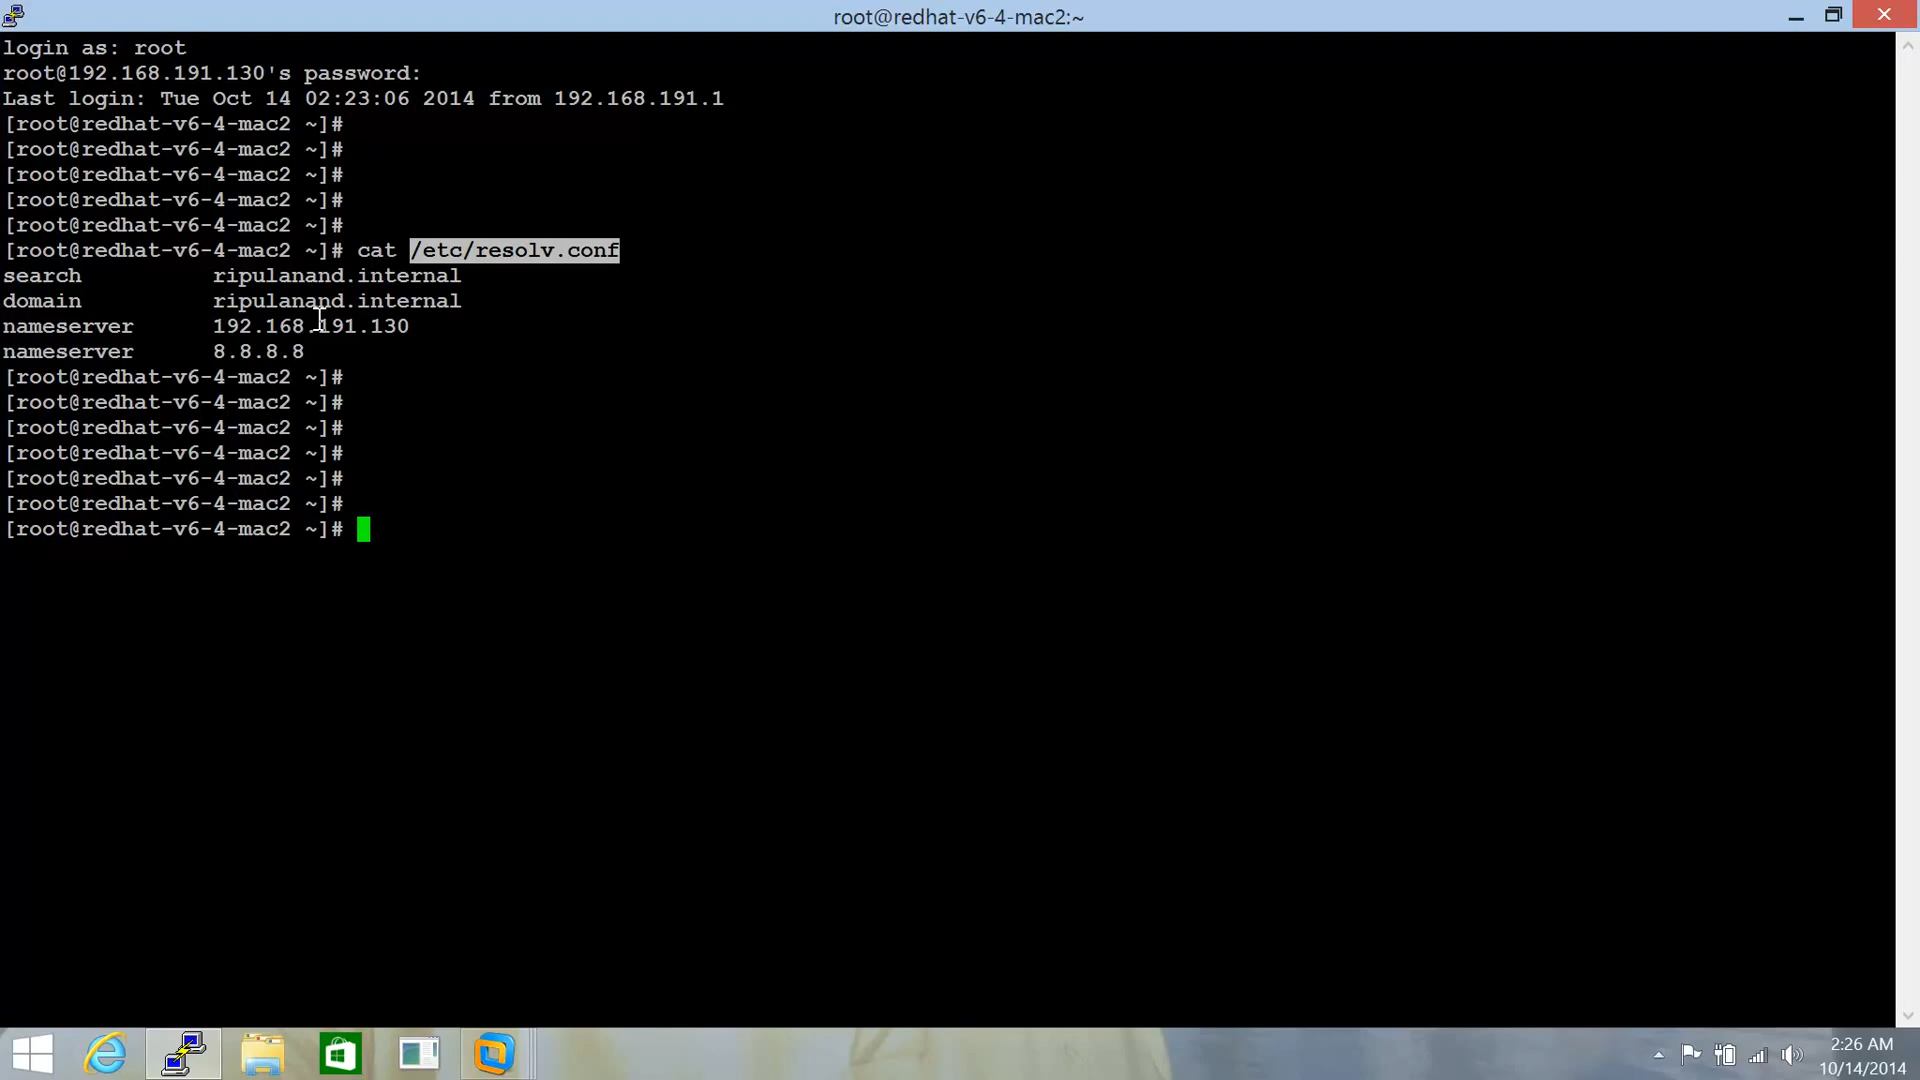 root@redhat-v6-4-mac2:~
login as: root
root@192.168.191.130's password:
Last login: Tue Oct 14 02:23:06 2014 from 192.168.191.1
[root@redhat-v6-4-mac2 ~]#
[root@redhat-v6-4-mac2 ~]#
[root@redhat-v6-4-mac2 ~]#
[root@redhat-v6-4-mac2 ~]#
[root@redhat-v6-4-mac2 ~]#
[root@redhat-v6-4-mac2 ~]# cat /etc/resolv.conf
search          ripulanand.internal
domain          ripulanand.internal
nameserver      192.168.191.130
nameserver      8.8.8.8
[root@redhat-v6-4-mac2 ~]#
[root@redhat-v6-4-mac2 ~]#
[root@redhat-v6-4-mac2 ~]#
[root@redhat-v6-4-mac2 ~]#
[root@redhat-v6-4-mac2 ~]#
[root@redhat-v6-4-mac2 ~]#
[root@redhat-v6-4-mac2 ~]#
2:26 AM
10/14/2014